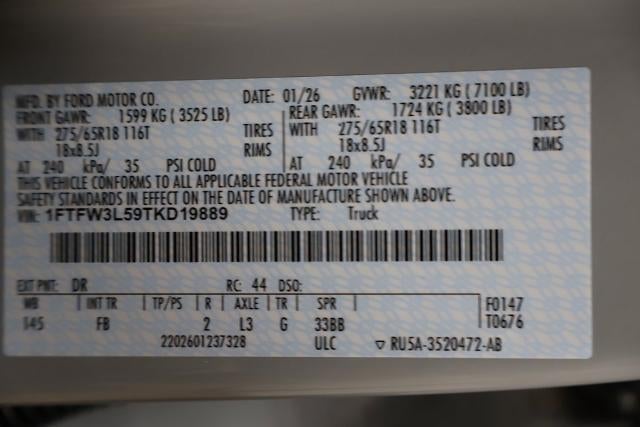 MFD. BY FORD MOTOR CO. DATE: 01/26 GVWR: 3221 KG ( 7100 LB)
FRONT GAWR: 1599 KG ( 3525 LB) REAR GAWR: 1724 KG ( 3800 LB)
WITH 275/65R18 116T TIRES WITH 275/65R18 116T TIRES
18x8.5J RIMS 18x8.5J RIMS
AT 240 kPa/ 35 PSI COLD AT 240 kPa/ 35 PSI COLD
THIS VEHICLE CONFORMS TO ALL APPLICABLE FEDERAL MOTOR VEHICLE
SAFETY STANDARDS IN EFFECT ON THE DATE OF MANUFACTURE SHOWN ABOVE.
VIN: 1FTFW3L59TKD19889 TYPE: Truck
EXT PNT: DR RC: 44 DSO:
WB INT TR TP/PS R AXLE TR SPR F0147
145 FB 2 L3 G 33BB T0676
2202601237328 ULC ▽ RU5A-3520472-AB